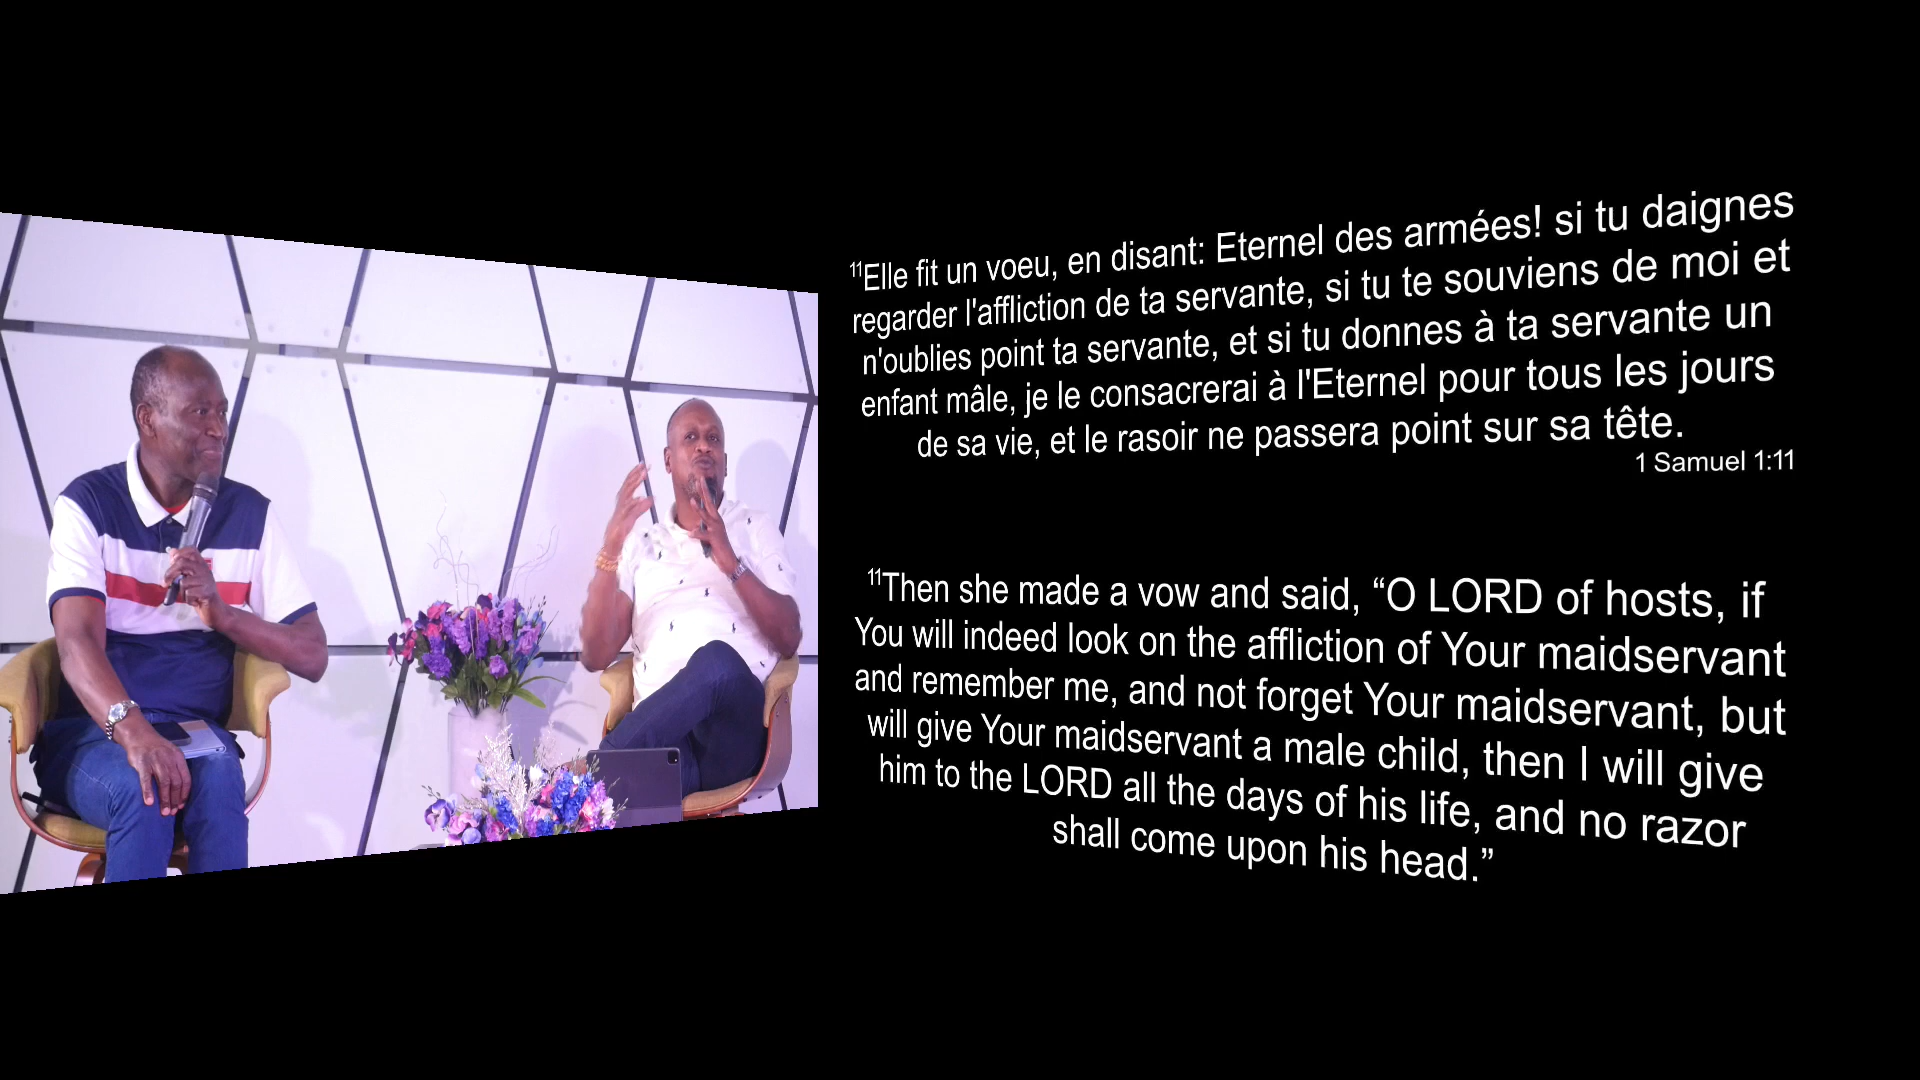 11Elle fit un voeu, en disant: Eternel des armées! si tu daignes
regarder l'affliction de ta servante, si tu te souviens de moi et
n'oublies point ta servante, et si tu donnes à ta servante un
enfant mâle, je le consacrerai à l'Eternel pour tous les jours
de sa vie, et le rasoir ne passera point sur sa tête.
1 Samuel 1:11
11Then she made a vow and said, “O LORD of hosts, if
You will indeed look on the affliction of Your maidservant
and remember me, and not forget Your maidservant, but
will give Your maidservant a male child, then I will give
him to the LORD all the days of his life, and no razor
shall come upon his head.”